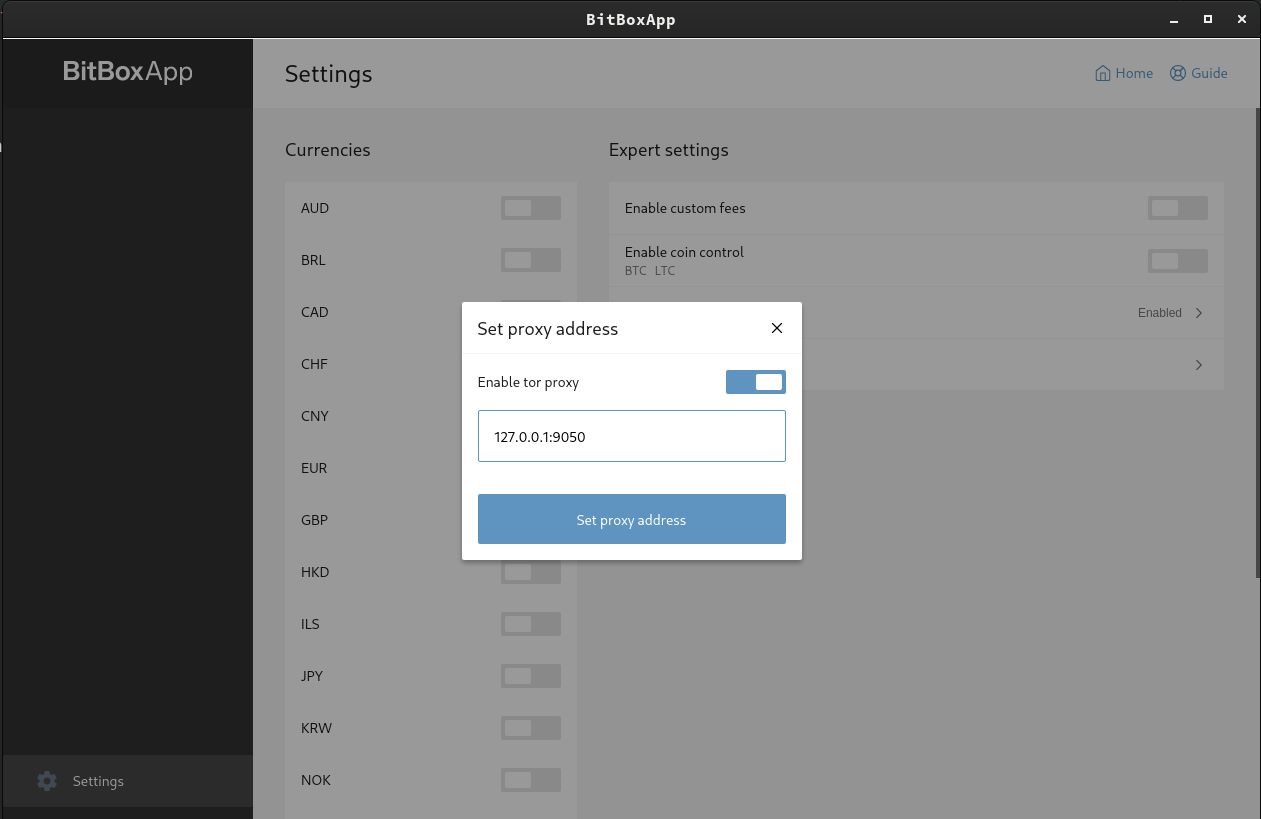 BitBoxApp
BitBoxApp
Settings
Home
Guide
Currencies
AUD
BRL
CAD
CHF
CNY
EUR
GBP
HKD
ILS
JPY
KRW
NOK
Expert settings
Enable custom fees
Enable coin control
BTC LTC
Enabled
Set proxy address
Enable tor proxy
127.0.0.1:9050
Set proxy address
Settings